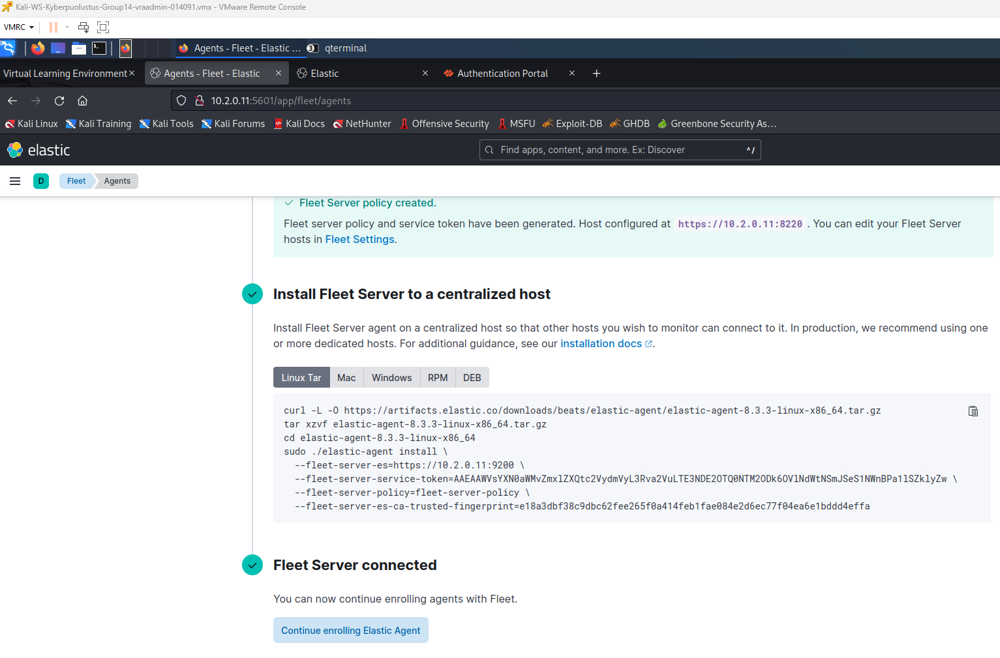 Kali-WS-Kyberpuolustus-Group14-vraadmin-014091.vmx - VMware Remote Console
VMRC
3 Agents - Fleet - Elastic ... qterminal
Virtual Learning Environment Agents - Fleet - Elastic Elastic Authentication Portal
10.2.0.11:5601/app/fleet/agents
Kali Linux Kali Training Kali Tools Kali Forums Kali Docs NetHunter Offensive Security MSFU Exploit-DB GHDB Greenbone Security As...
elastic Find apps, content, and more. Ex: Discover ^/
D Fleet Agents
Fleet Server policy created.
Fleet server policy and service token have been generated. Host configured at https://10.2.0.11:8220 . You can edit your Fleet Server
hosts in Fleet Settings.
Install Fleet Server to a centralized host
Install Fleet Server agent on a centralized host so that other hosts you wish to monitor can connect to it. In production, we recommend using one
or more dedicated hosts. For additional guidance, see our installation docs.
Linux Tar Mac Windows RPM DEB
curl -L -O https://artifacts.elastic.co/downloads/beats/elastic-agent/elastic-agent-8.3.3-linux-x86_64.tar.gz
tar xzvf elastic-agent-8.3.3-linux-x86_64.tar.gz
cd elastic-agent-8.3.3-linux-x86_64
sudo ./elastic-agent install \
--fleet-server-es=https://10.2.0.11:9200 \
--fleet-server-service-token=AAEAAWVsYXN0aWMvZmxlZXQtc2VydmVyL3Rva2VuLTE3NDE2OTQ0NTM2ODk6OVlNdWtNSmJSeS1NWnBPa1lSZklyZw \
--fleet-server-policy=fleet-server-policy \
--fleet-server-es-ca-trusted-fingerprint=e18a3dbf38c9dbc62fee265f0a414feb1fae084e2d6ec77f04ea6e1bddd4effa
Fleet Server connected
You can now continue enrolling agents with Fleet.
Continue enrolling Elastic Agent